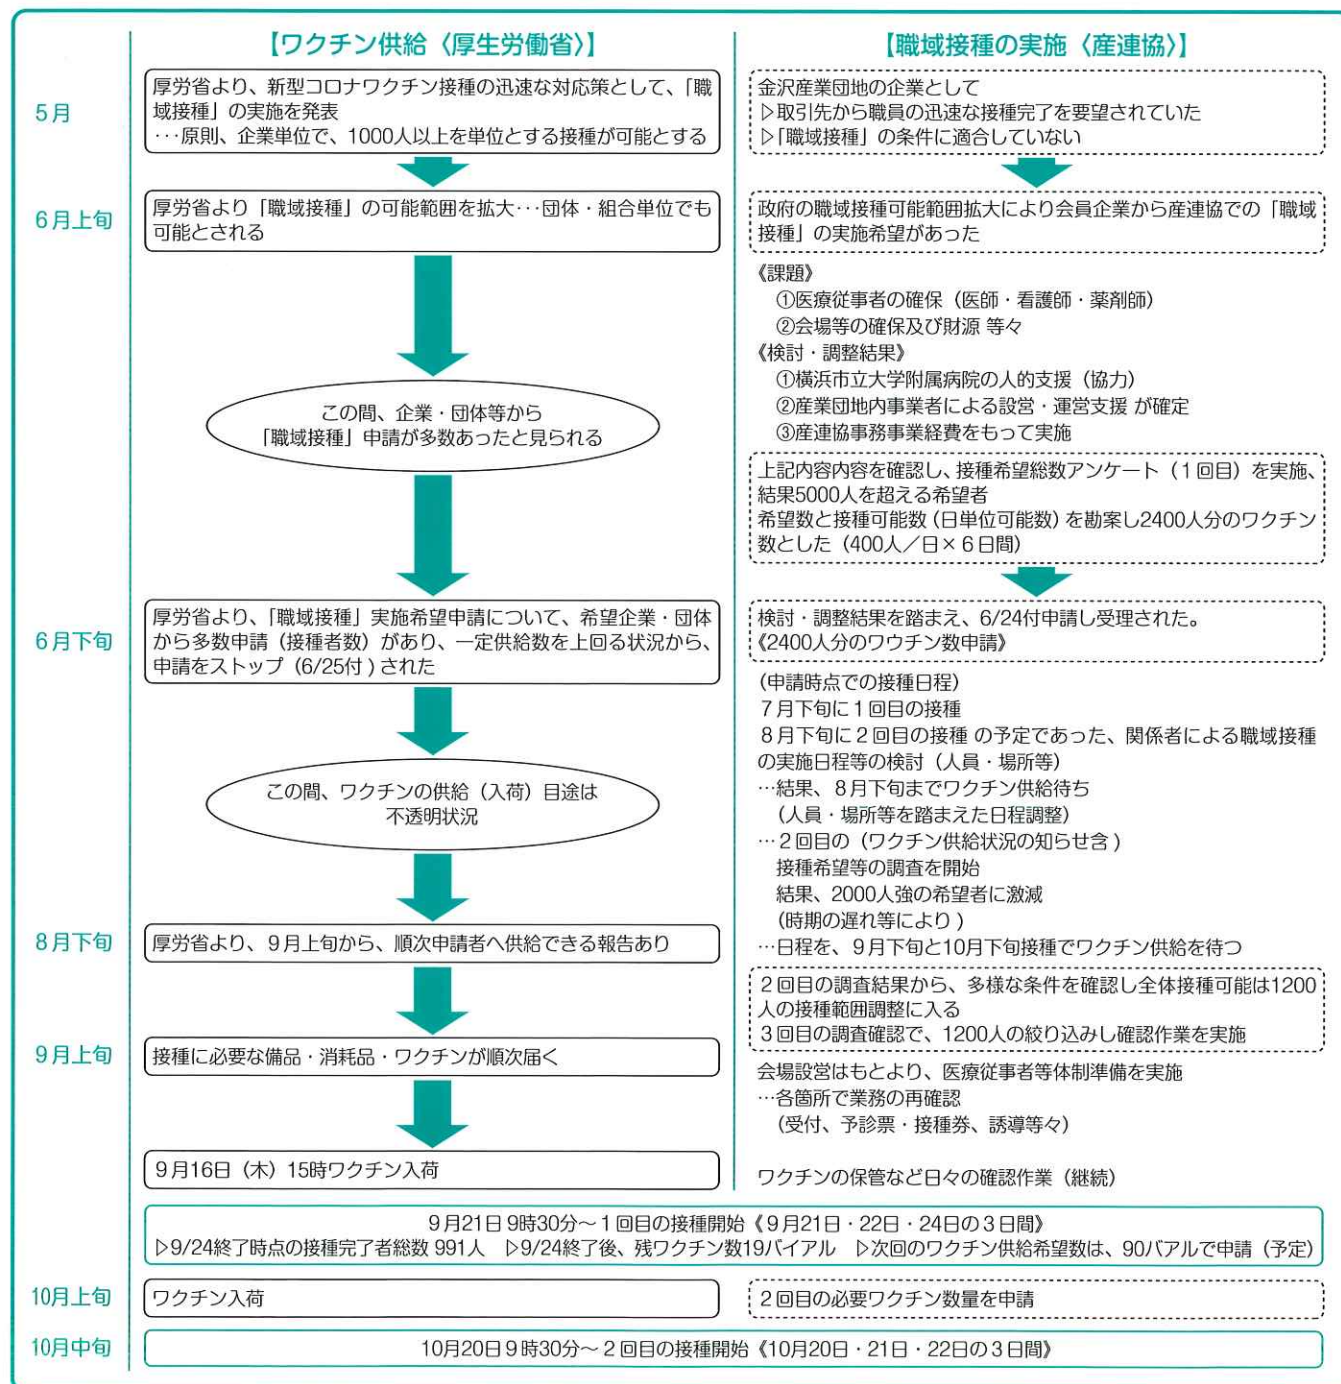 【ワクチン供給〈厚生労働省〉】
【職域接種の実施〈産連協〉】
5月
厚労省より、新型コロナワクチン接種の迅速な対応策として、「職
域接種」の実施を発表
･･･原則、企業単位で、1000人以上を単位とする接種が可能とする
金沢産業団地の企業として
▷取引先から職員の迅速な接種完了を要望されていた
▷「職域接種」の条件に適合していない
6月上旬
厚労省より「職域接種」の可能範囲を拡大･･･団体・組合単位でも
可能とされる
政府の職域接種可能範囲拡大により会員企業から産連協での「職域
接種」の実施希望があった
《課題》
①医療従事者の確保（医師・看護師・薬剤師）
②会場等の確保及び財源 等々
《検討・調整結果》
①横浜市立大学附属病院の人的支援（協力）
②産業団地内事業者による設営・運営支援 が確定
③産連協事務事業経費をもって実施
この間、企業・団体等から
「職域接種」申請が多数あったと見られる
上記内容内容を確認し、接種希望総数アンケート（1回目）を実施、
結果5000人を超える希望者
希望数と接種可能数（日単位可能数）を勘案し2400人分のワクチン
数とした（400人／日×6日間）
6月下旬
厚労省より、「職域接種」実施希望申請について、希望企業・団体
から多数申請（接種者数）があり、一定供給数を上回る状況から、
申請をストップ（6/25付）された
検討・調整結果を踏まえ、6/24付申請し受理された。
《2400人分のワウチン数申請》
（申請時点での接種日程）
7月下旬に1回目の接種
8月下旬に2回目の接種 の予定であった、関係者による職域接種
の実施日程等の検討（人員・場所等）
…結果、8月下旬までワクチン供給待ち
（人員・場所等を踏まえた日程調整）
…2回目の（ワクチン供給状況の知らせ含）
接種希望等の調査を開始
結果、2000人強の希望者に激減
（時期の遅れ等により）
…日程を、9月下旬と10月下旬接種でワクチン供給を待つ
この間、ワクチンの供給（入荷）目途は
不透明状況
8月下旬
厚労省より、9月上旬から、順次申請者へ供給できる報告あり
2回目の調査結果から、多様な条件を確認し全体接種可能は1200
人の接種範囲調整に入る
3回目の調査確認で、1200人の絞り込みし確認作業を実施
9月上旬
接種に必要な備品・消耗品・ワクチンが順次届く
会場設営はもとより、医療従事者等体制準備を実施
…各箇所で業務の再確認
（受付、予診票・接種券、誘導等々）
9月16日（木）15時ワクチン入荷
ワクチンの保管など日々の確認作業（継続）
9月21日 9時30分～1回目の接種開始《9月21日・22日・24日の3日間》
▷9/24終了時点の接種完了者総数 991人　▷9/24終了後、残ワクチン数19バイアル　▷次回のワクチン供給希望数は、90バアルで申請（予定）
10月上旬
ワクチン入荷
2回目の必要ワクチン数量を申請
10月中旬
10月20日 9時30分～2回目の接種開始《10月20日・21日・22日の3日間》